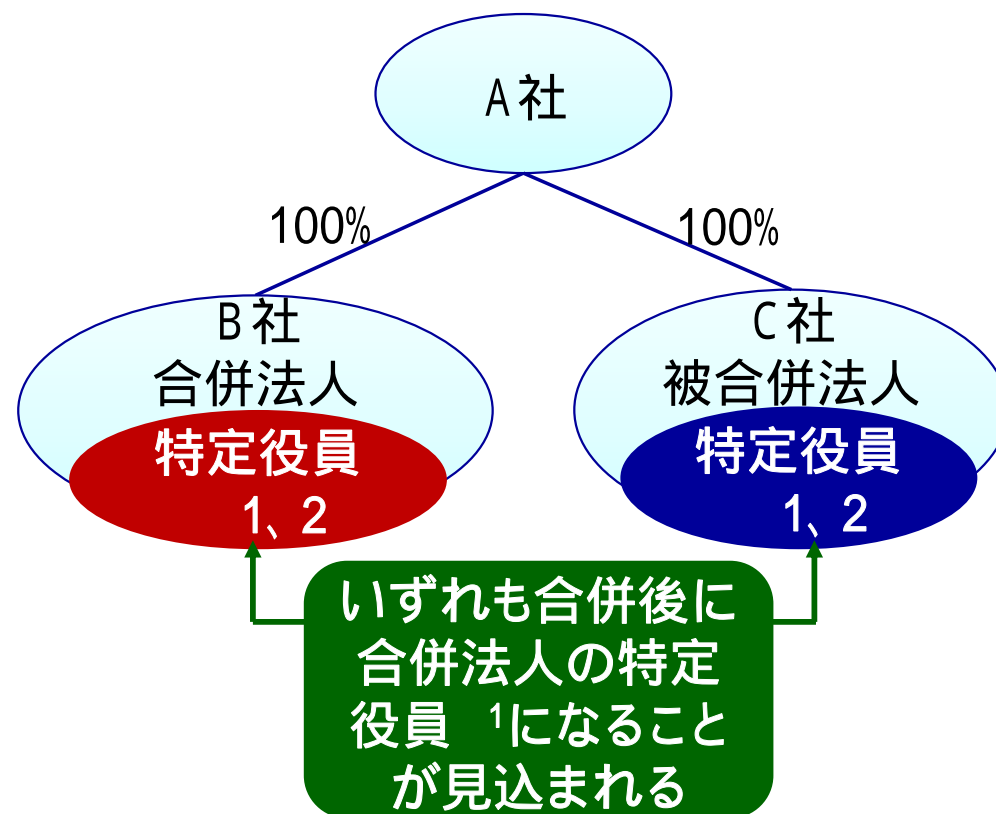 A社
100%
100%
B社
合併法人
特定役員
1、2
C社
被合併法人
特定役員
1、2
いずれも合併後に
合併法人の特定
役員 1になること
が見込まれる